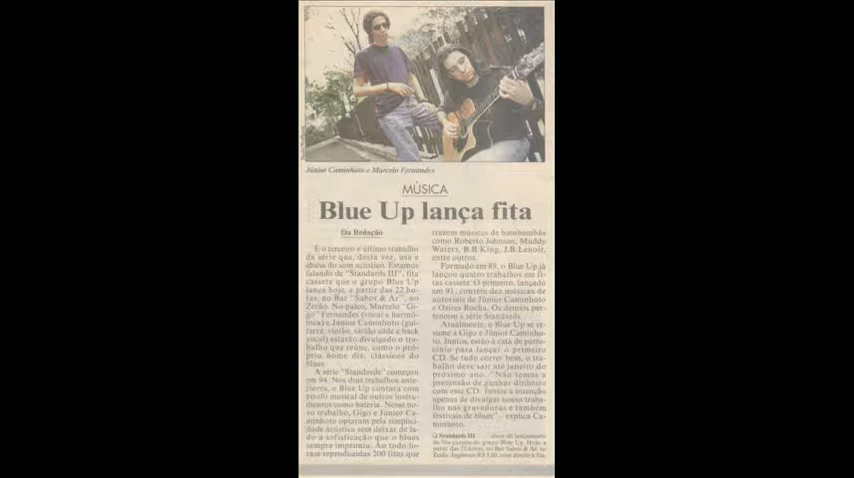 Júnior Caminhoto e Marcelo Fernandes
MÚSICA
Blue Up lança fita
Da Redação
É o terceiro e último trabalho
da série que, desta vez, usa e
abusa do som acústico. Estamos
falando de "Standards III", fita
cassete que o grupo Blue Up
lança hoje, a partir das 22 ho-
ras, no Bar "Sabor & Ar", no
Zerão. No palco, Marcelo "Gi-
go" Fernandes (vocal e harmô-
nica) e Júnior Caminhoto (gui-
tarra, violão, violão slide e back
vocal) estarão divulgado o tra-
balho que reúne, como o pró-
prio nome diz, clássicos do
blues.
A série "Standards" começou
em 94. Nos dois trabalhos ante-
riores, o Blue Up contava com
estofo musical de outros instru-
mentos como bateria. Nesse no-
vo trabalho, Gigo e Júnior Ca-
minhoto optaram pela simplici-
dade acústica sem deixar de la-
do a sofisticação que o blues
sempre imprimiu. Ao todo fo-
ram reproduzidas 200 fitas que
trazem músicas de bambambãs
como Roberto Johnson, Muddy
Waters, B.B.King, J.B.Lenoir,
entre outros.
Formado em 89, o Blue Up já
lançou quatro trabalhos em fi-
tas cassete. O primeiro, lançado
em 91, contém dez músicas de
autoriais de Júnior Caminhoto
e Ozires Rocha. Os demais per-
tencem à série Standards.
Atualmente, o Blue Up se re-
sume a Gigo e Júnior Caminho-
to. Juntos, estão à cata de patro-
cínio para lançar o primeiro
CD. Se tudo correr bem, o tra-
balho deve sair até janeiro do
próximo ano. "Não temos a
pretensão de ganhar dinheiro
com esse CD. Temos a intenção
apenas de divulgar nosso traba-
lho nas gravadoras e também
festivais de blues" - explica Ca-
minhoto.
Standards III - show de lançamento
da fita cassete do grupo Blue Up. Hoje, a
partir das 22 horas, no Bar Sabor & Ar, no
Zerão. Ingressos R$ 3,00, com direito à fita.